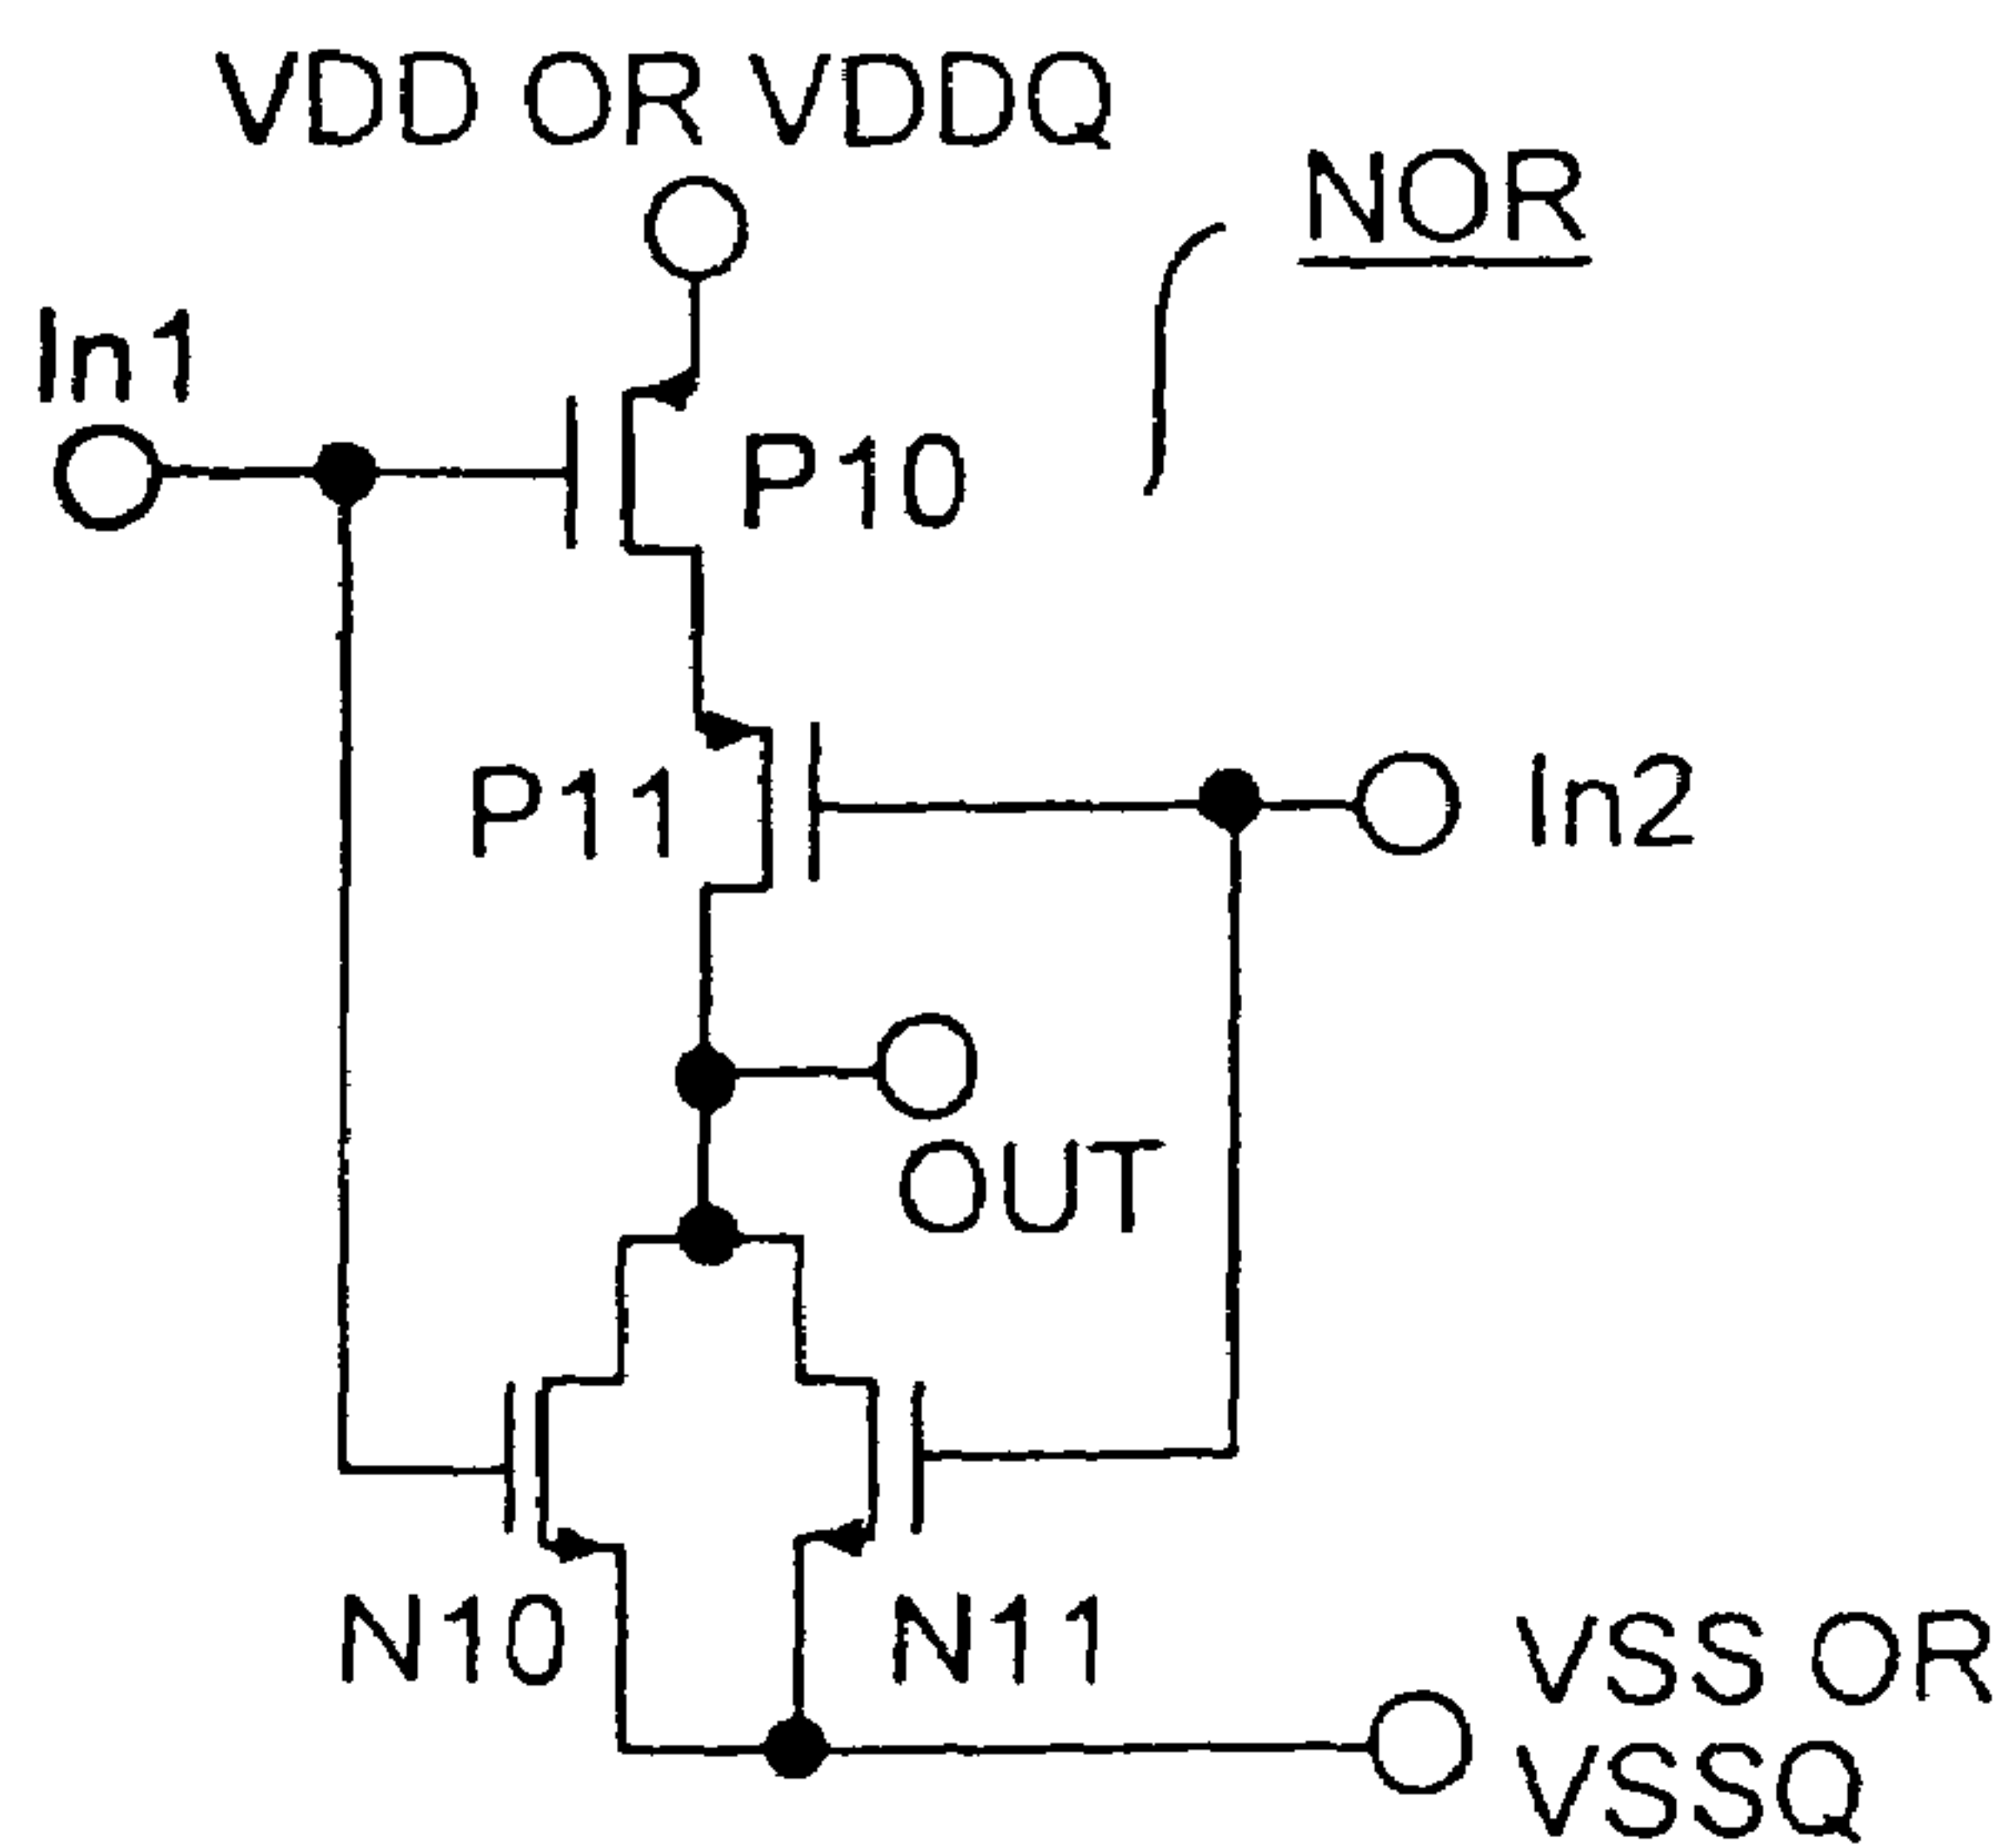 VDD OR VDDQ
NOR
In1
P10
P11
In2
OUT
N10
N11
VSS OR
VSSQ